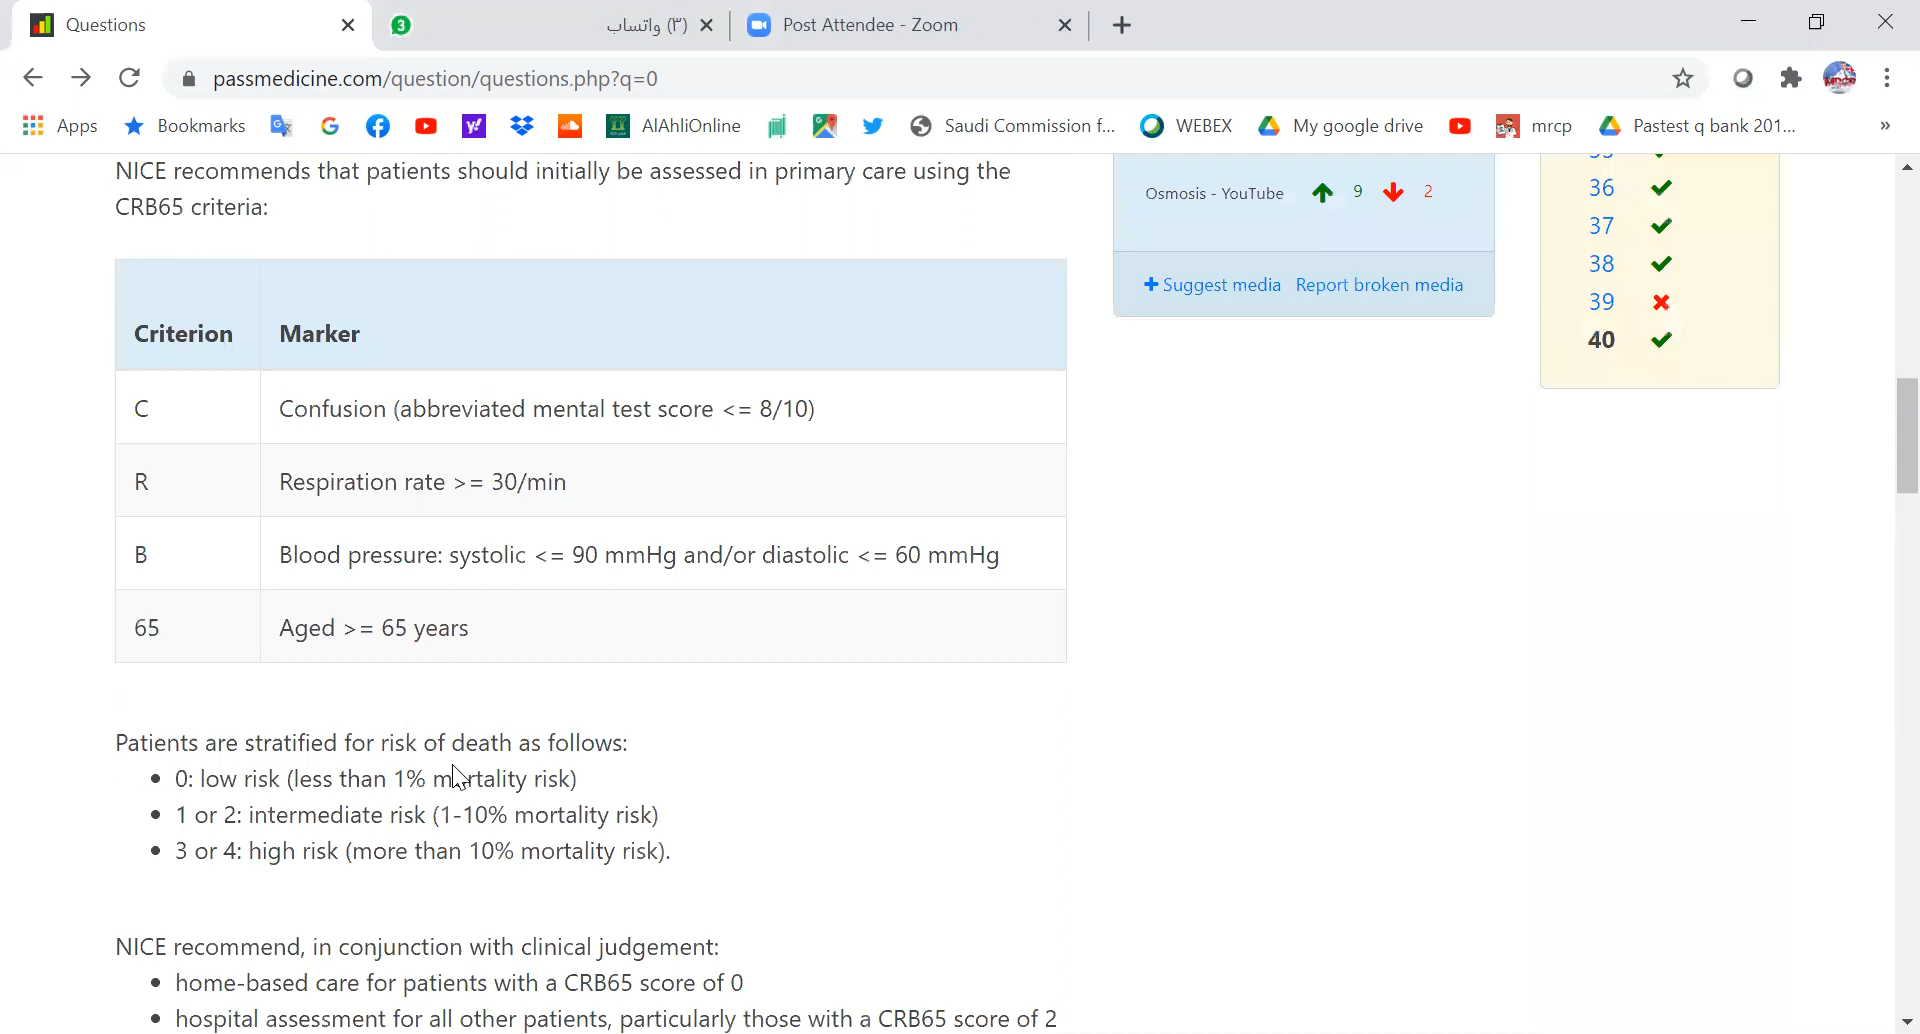 Questions
3
(٣) واتساب
Post Attendee - Zoom
passmedicine.com/question/questions.php?q=0
Apps
Bookmarks
AlAhliOnline
Saudi Commission f...
WEBEX
My google drive
mrcp
Pastest q bank 201...
»
NICE recommends that patients should initially be assessed in primary care using the
CRB65 criteria:
Criterion Marker
C Confusion (abbreviated mental test score <= 8/10)
R Respiration rate >= 30/min
B Blood pressure: systolic <= 90 mmHg and/or diastolic <= 60 mmHg
65 Aged >= 65 years
Patients are stratified for risk of death as follows:
• 0: low risk (less than 1% mortality risk)
• 1 or 2: intermediate risk (1-10% mortality risk)
• 3 or 4: high risk (more than 10% mortality risk).
NICE recommend, in conjunction with clinical judgement:
• home-based care for patients with a CRB65 score of 0
• hospital assessment for all other patients, particularly those with a CRB65 score of 2
Osmosis - YouTube 9 2
Suggest media Report broken media
36
37
38
39
40